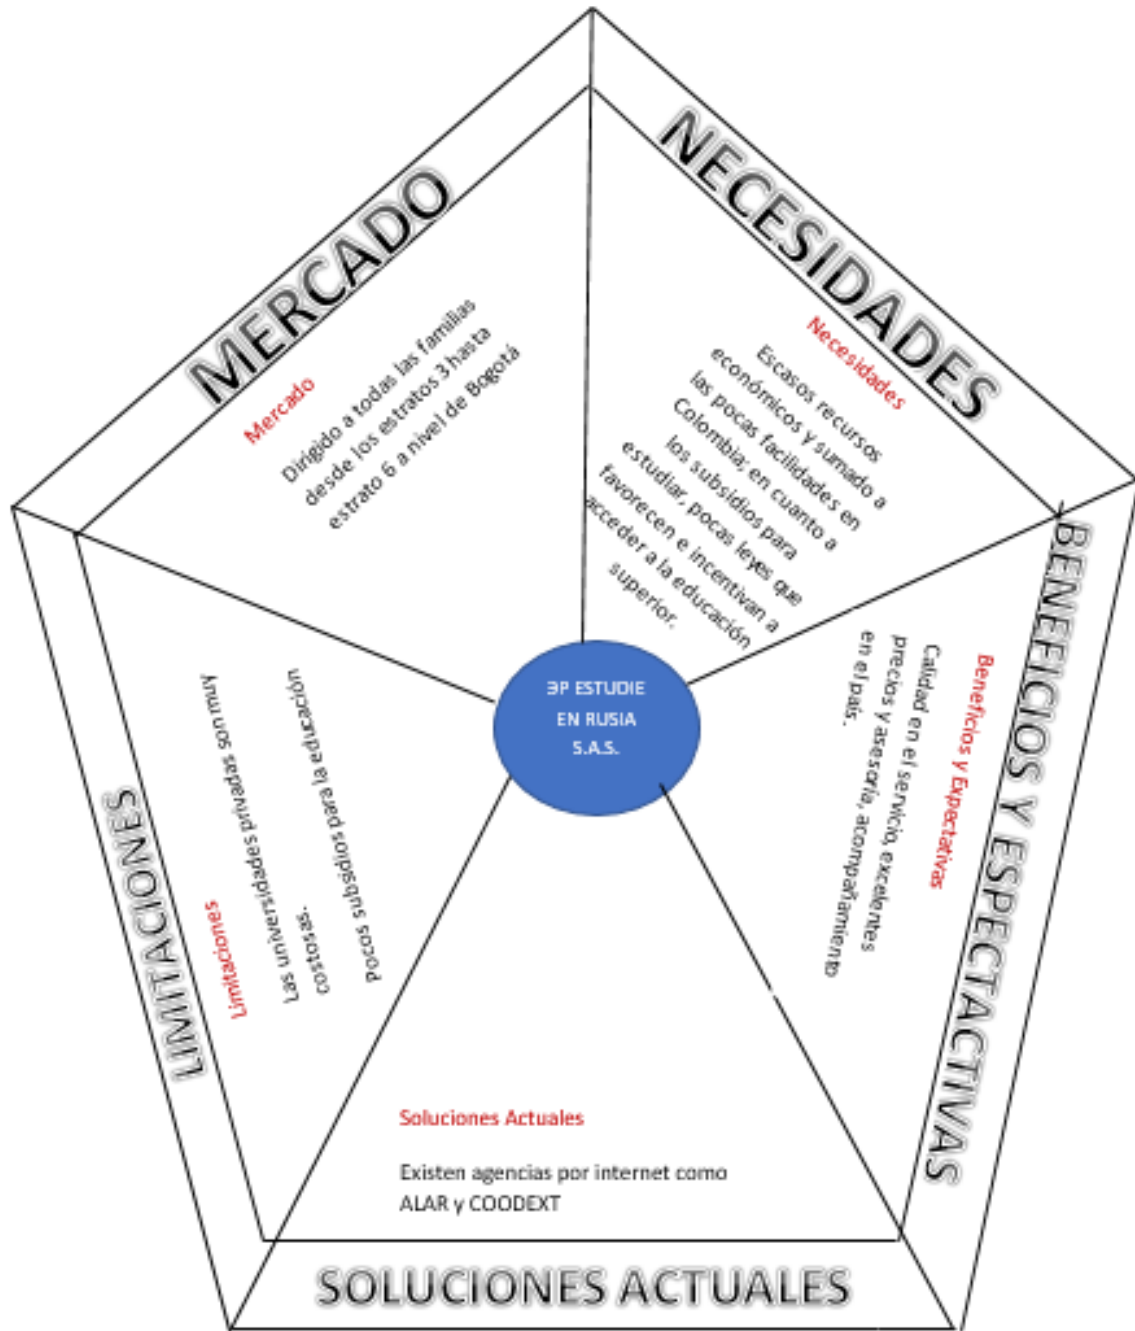 MERCADO
Mercado
Dirigido a todas las familias
desde los estratos 3 hasta
estrato 6 a nivel de Bogotá
NECESIDADES
Necesidades
Escasos recursos
económicos y sumado a
las pocas facilidades en
Colombia; en cuanto a
los subsidios para
estudiar, pocas leyes que
favorecen e incentivan a
acceder a la educación
superior.
BENEFICIOS Y ESPECTACTIVAS
Beneficios y Expectativas
Calidad en el servicio, excelentes
precios y asesoría, acompañamiento
en el país.
ЭP ESTUDIE
EN RUSIA
S.A.S.
LIMITACIONES
Limitaciones
Las universidades privadas son muy
costosas.
Pocos subsidios para la educación
Soluciones Actuales
Existen agencias por internet como
ALAR y COODEXT
SOLUCIONES ACTUALES